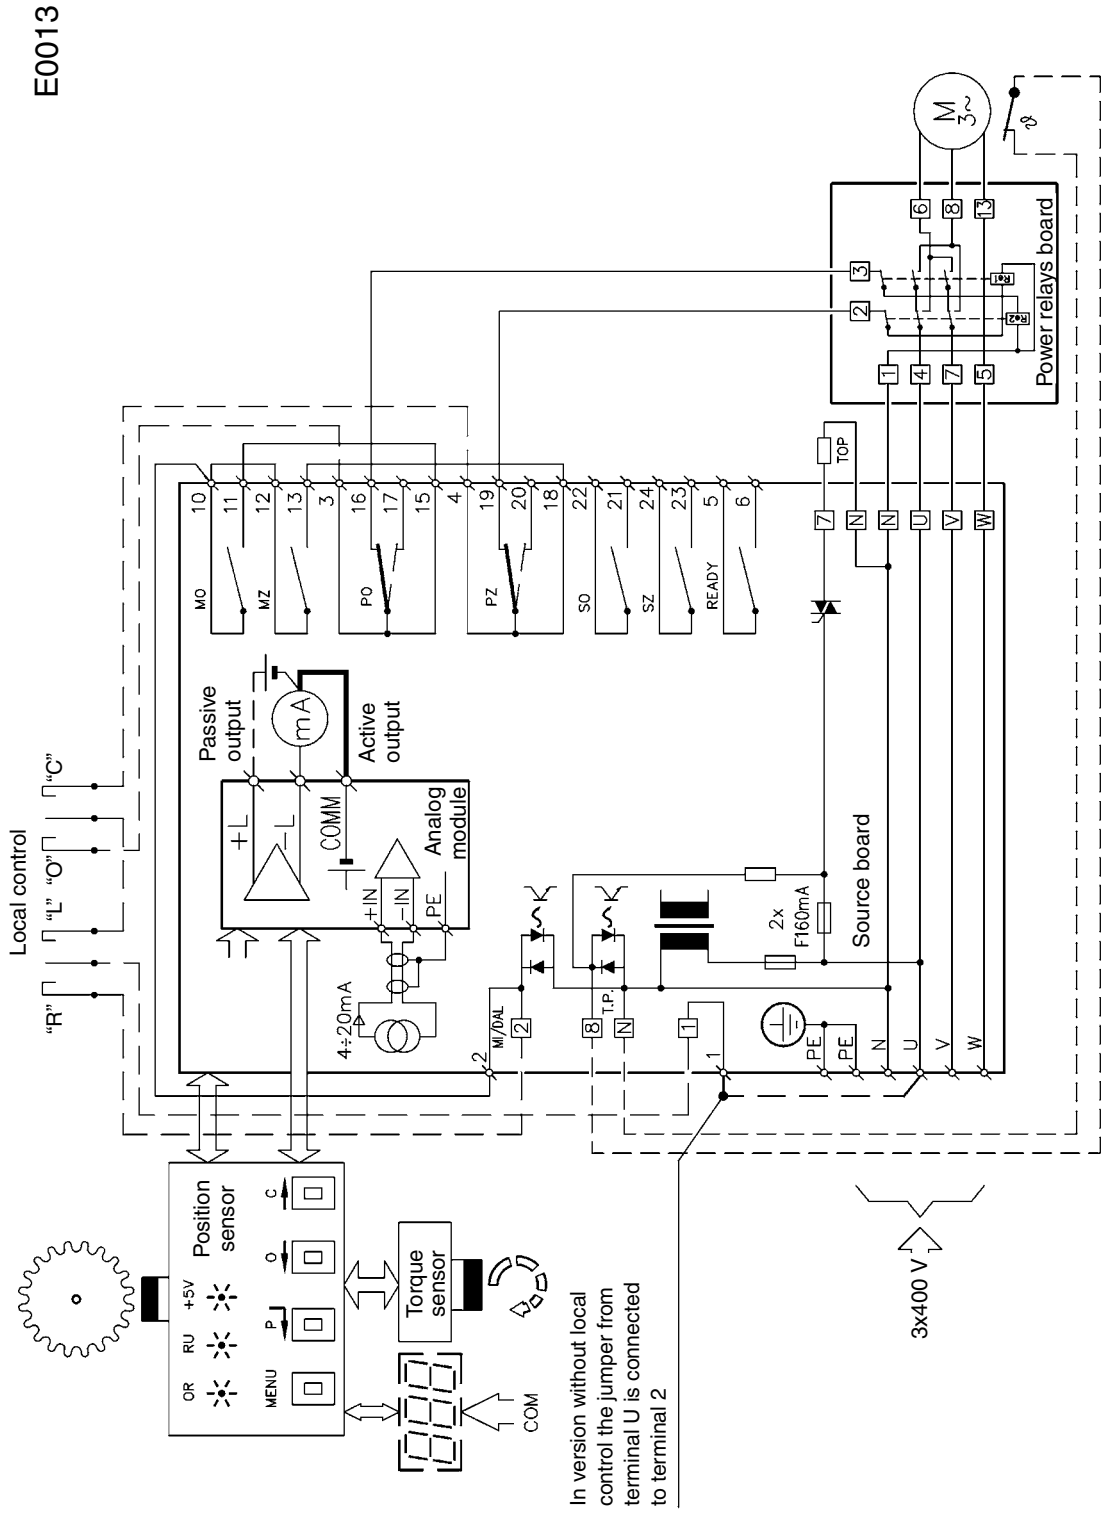 E0013
Local control
"R"
"L"
"O"
"C"
OR
RU
+5V
Position
sensor
MENU
P
O
C
Torque
sensor
COM
4÷20mA
+IN
−IN
PE
Analog
module
+L
−L
COMM
Passive
output
Active
output
mA
MO
MZ
PO
PZ
SO
SZ
READY
10
11
12
13
3
16
17
15
4
19
20
18
22
21
24
23
5
6
2
MI/DAL
2
8
T.P.
N
1
1
PE
PE
N
U
V
W
2x
F160mA
Source board
7
N
N
U
V
W
TOP
1
4
7
5
2
3
6
8
13
Re1
Re2
Power relays board
M
3~
ϑ
In version without local
control the jumper from
terminal U is connected
to terminal 2
3x400 V